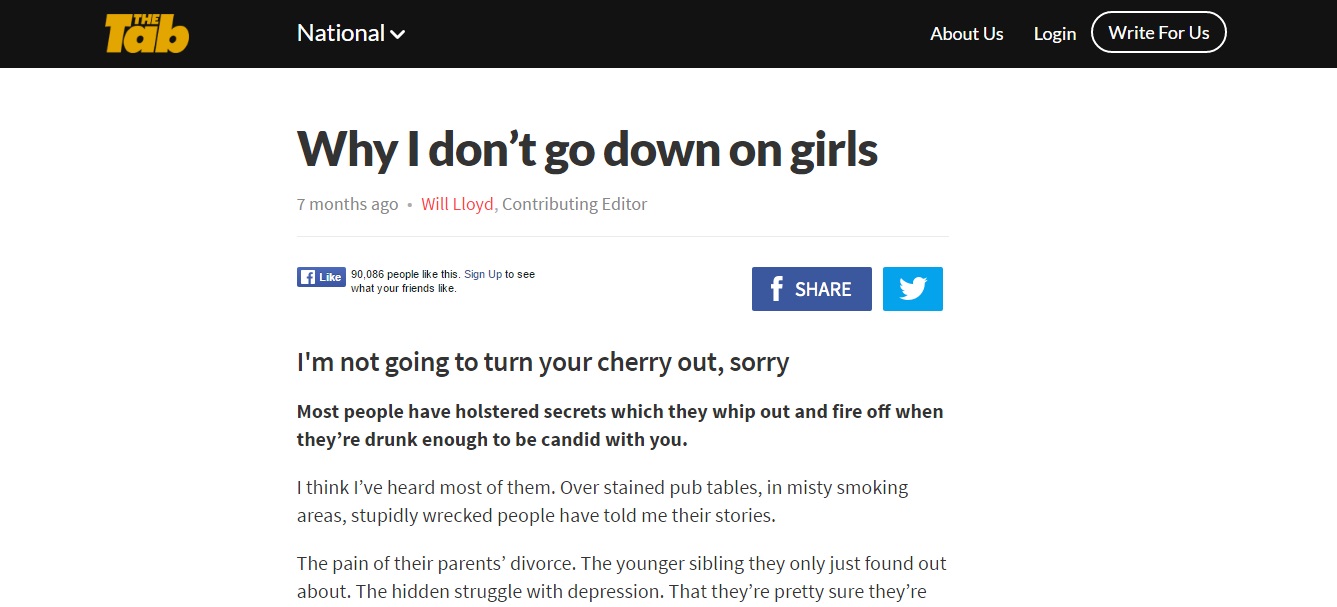 THE Tab
National
About Us
Login
Write For Us
Why I don’t go down on girls
7 months ago • Will Lloyd, Contributing Editor
f Like
90,086 people like this. Sign Up to see
what your friends like.
f SHARE
I'm not going to turn your cherry out, sorry
Most people have holstered secrets which they whip out and fire off when
they’re drunk enough to be candid with you.
I think I’ve heard most of them. Over stained pub tables, in misty smoking
areas, stupidly wrecked people have told me their stories.
The pain of their parents’ divorce. The younger sibling they only just found out
about. The hidden struggle with depression. That they’re pretty sure they’re